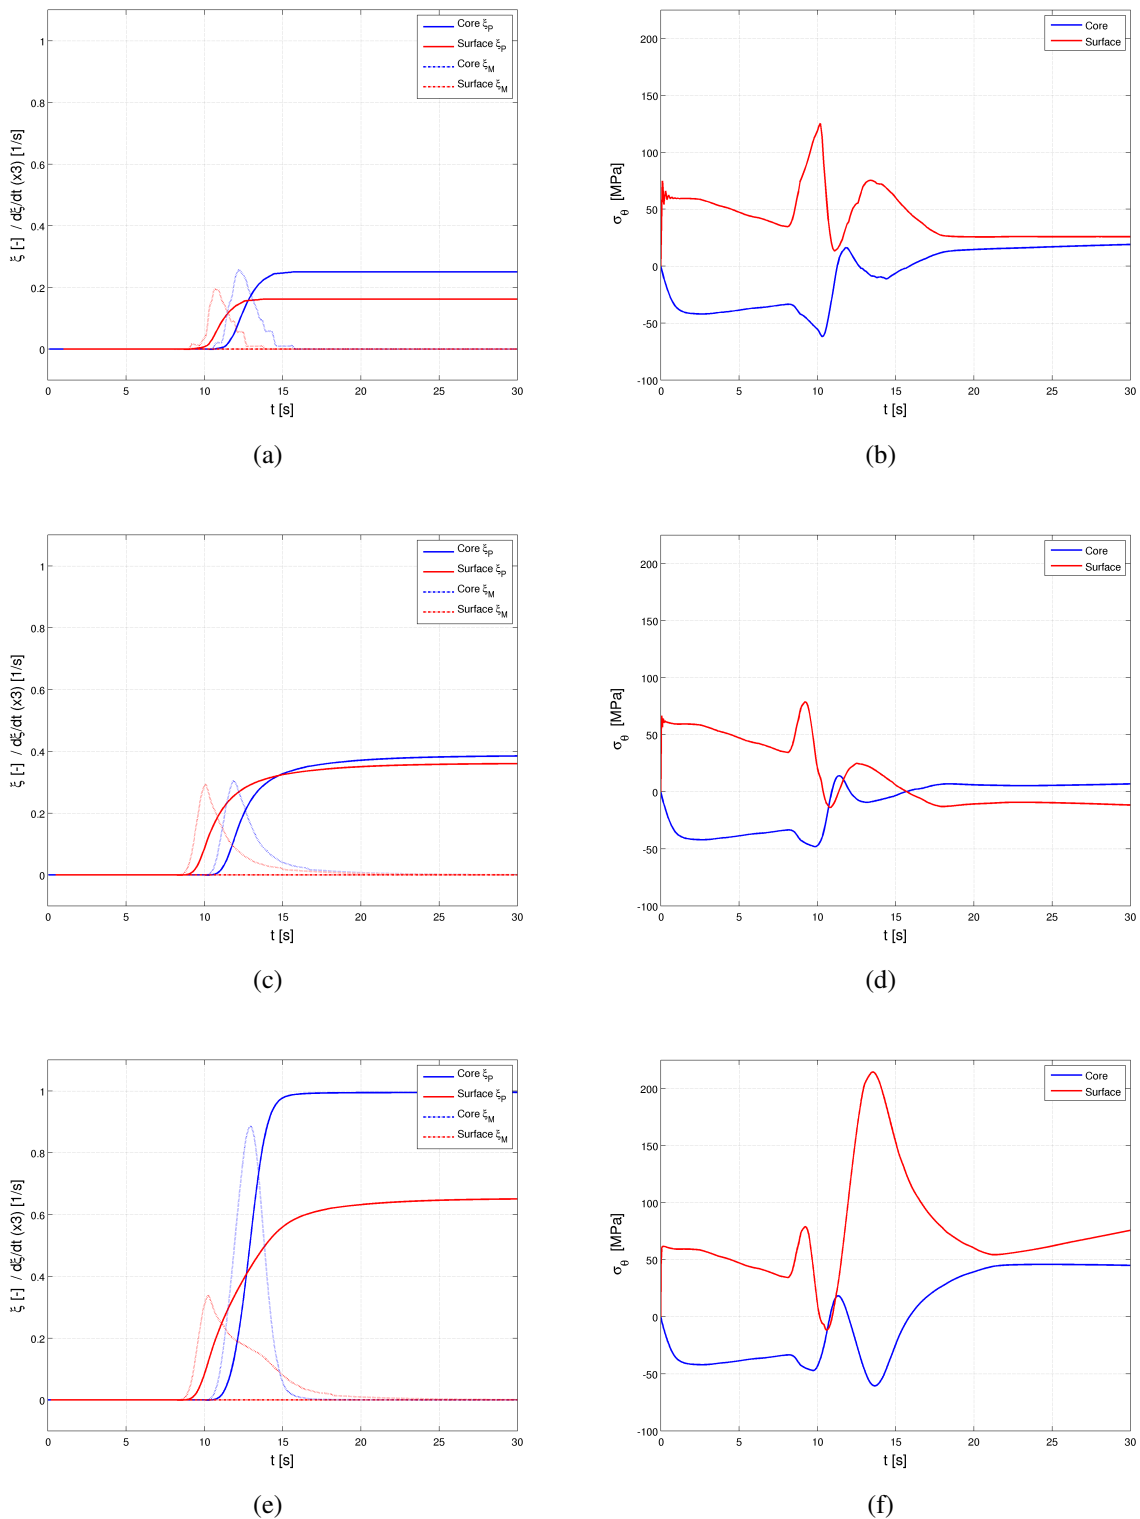 Core ξP
Surface ξP
Core ξM
Surface ξM
ξ [-] / dξ/dt (x3) [1/s]
1
0.8
0.6
0.4
0.2
0
0 5 10 15 20 25 30
t [s]
(a)
Core
Surface
σθ [MPa]
200
150
100
50
0
-50
-100
0 5 10 15 20 25 30
t [s]
(b)
Core ξP
Surface ξP
Core ξM
Surface ξM
ξ [-] / dξ/dt (x3) [1/s]
1
0.8
0.6
0.4
0.2
0
0 5 10 15 20 25 30
t [s]
(c)
Core
Surface
σθ [MPa]
200
150
100
50
0
-50
-100
0 5 10 15 20 25 30
t [s]
(d)
Core ξP
Surface ξP
Core ξM
Surface ξM
ξ [-] / dξ/dt (x3) [1/s]
1
0.8
0.6
0.4
0.2
0
0 5 10 15 20 25 30
t [s]
(e)
Core
Surface
σθ [MPa]
200
150
100
50
0
-50
-100
0 5 10 15 20 25 30
t [s]
(f)